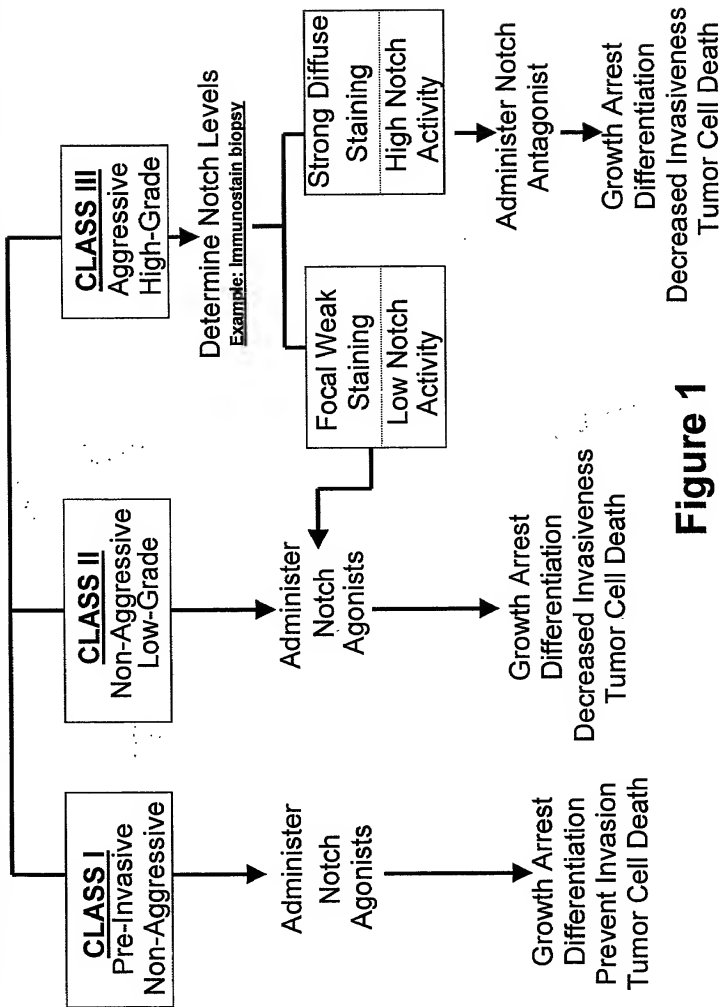 CLASS I
Pre-Invasive
Non-Aggressive
Administer
Notch
Agonists
Growth Arrest
Differentiation
Prevent Invasion
Tumor Cell Death
CLASS II
Non-Aggressive
Low-Grade
Administer
Notch
Agonists
Growth Arrest
Differentiation
Decreased Invasiveness
Tumor Cell Death
CLASS III
Aggressive
High-Grade
Determine Notch Levels
Example: Immunostain biopsy
Focal Weak
Staining
Low Notch
Activity
Strong Diffuse
Staining
High Notch
Activity
Administer Notch
Antagonist
Growth Arrest
Differentiation
Decreased Invasiveness
Tumor Cell Death
Figure 1